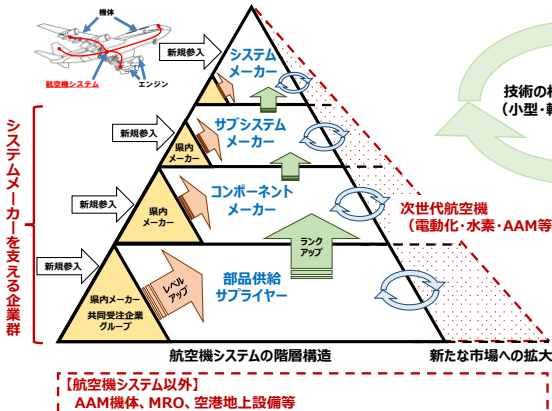 機体
航空機システム
エンジン
新規参入
システム
メーカー
技術の
(小型・
新規参入
サブシステム
メーカー
県内
メーカー
新規参入
コンポーネント
メーカー
県内
メーカー
次世代航空機
(電動化・水素・AAM等
ランク
アップ
新規参入
県内メーカー
共同受注企業
グループ
レベル
アップ
部品供給
サプライヤー
システムメーカーを支える企業群
航空機システムの階層構造
新たな市場への拡大
【航空機システム以外】
AAM機体、MRO、空港地上設備等